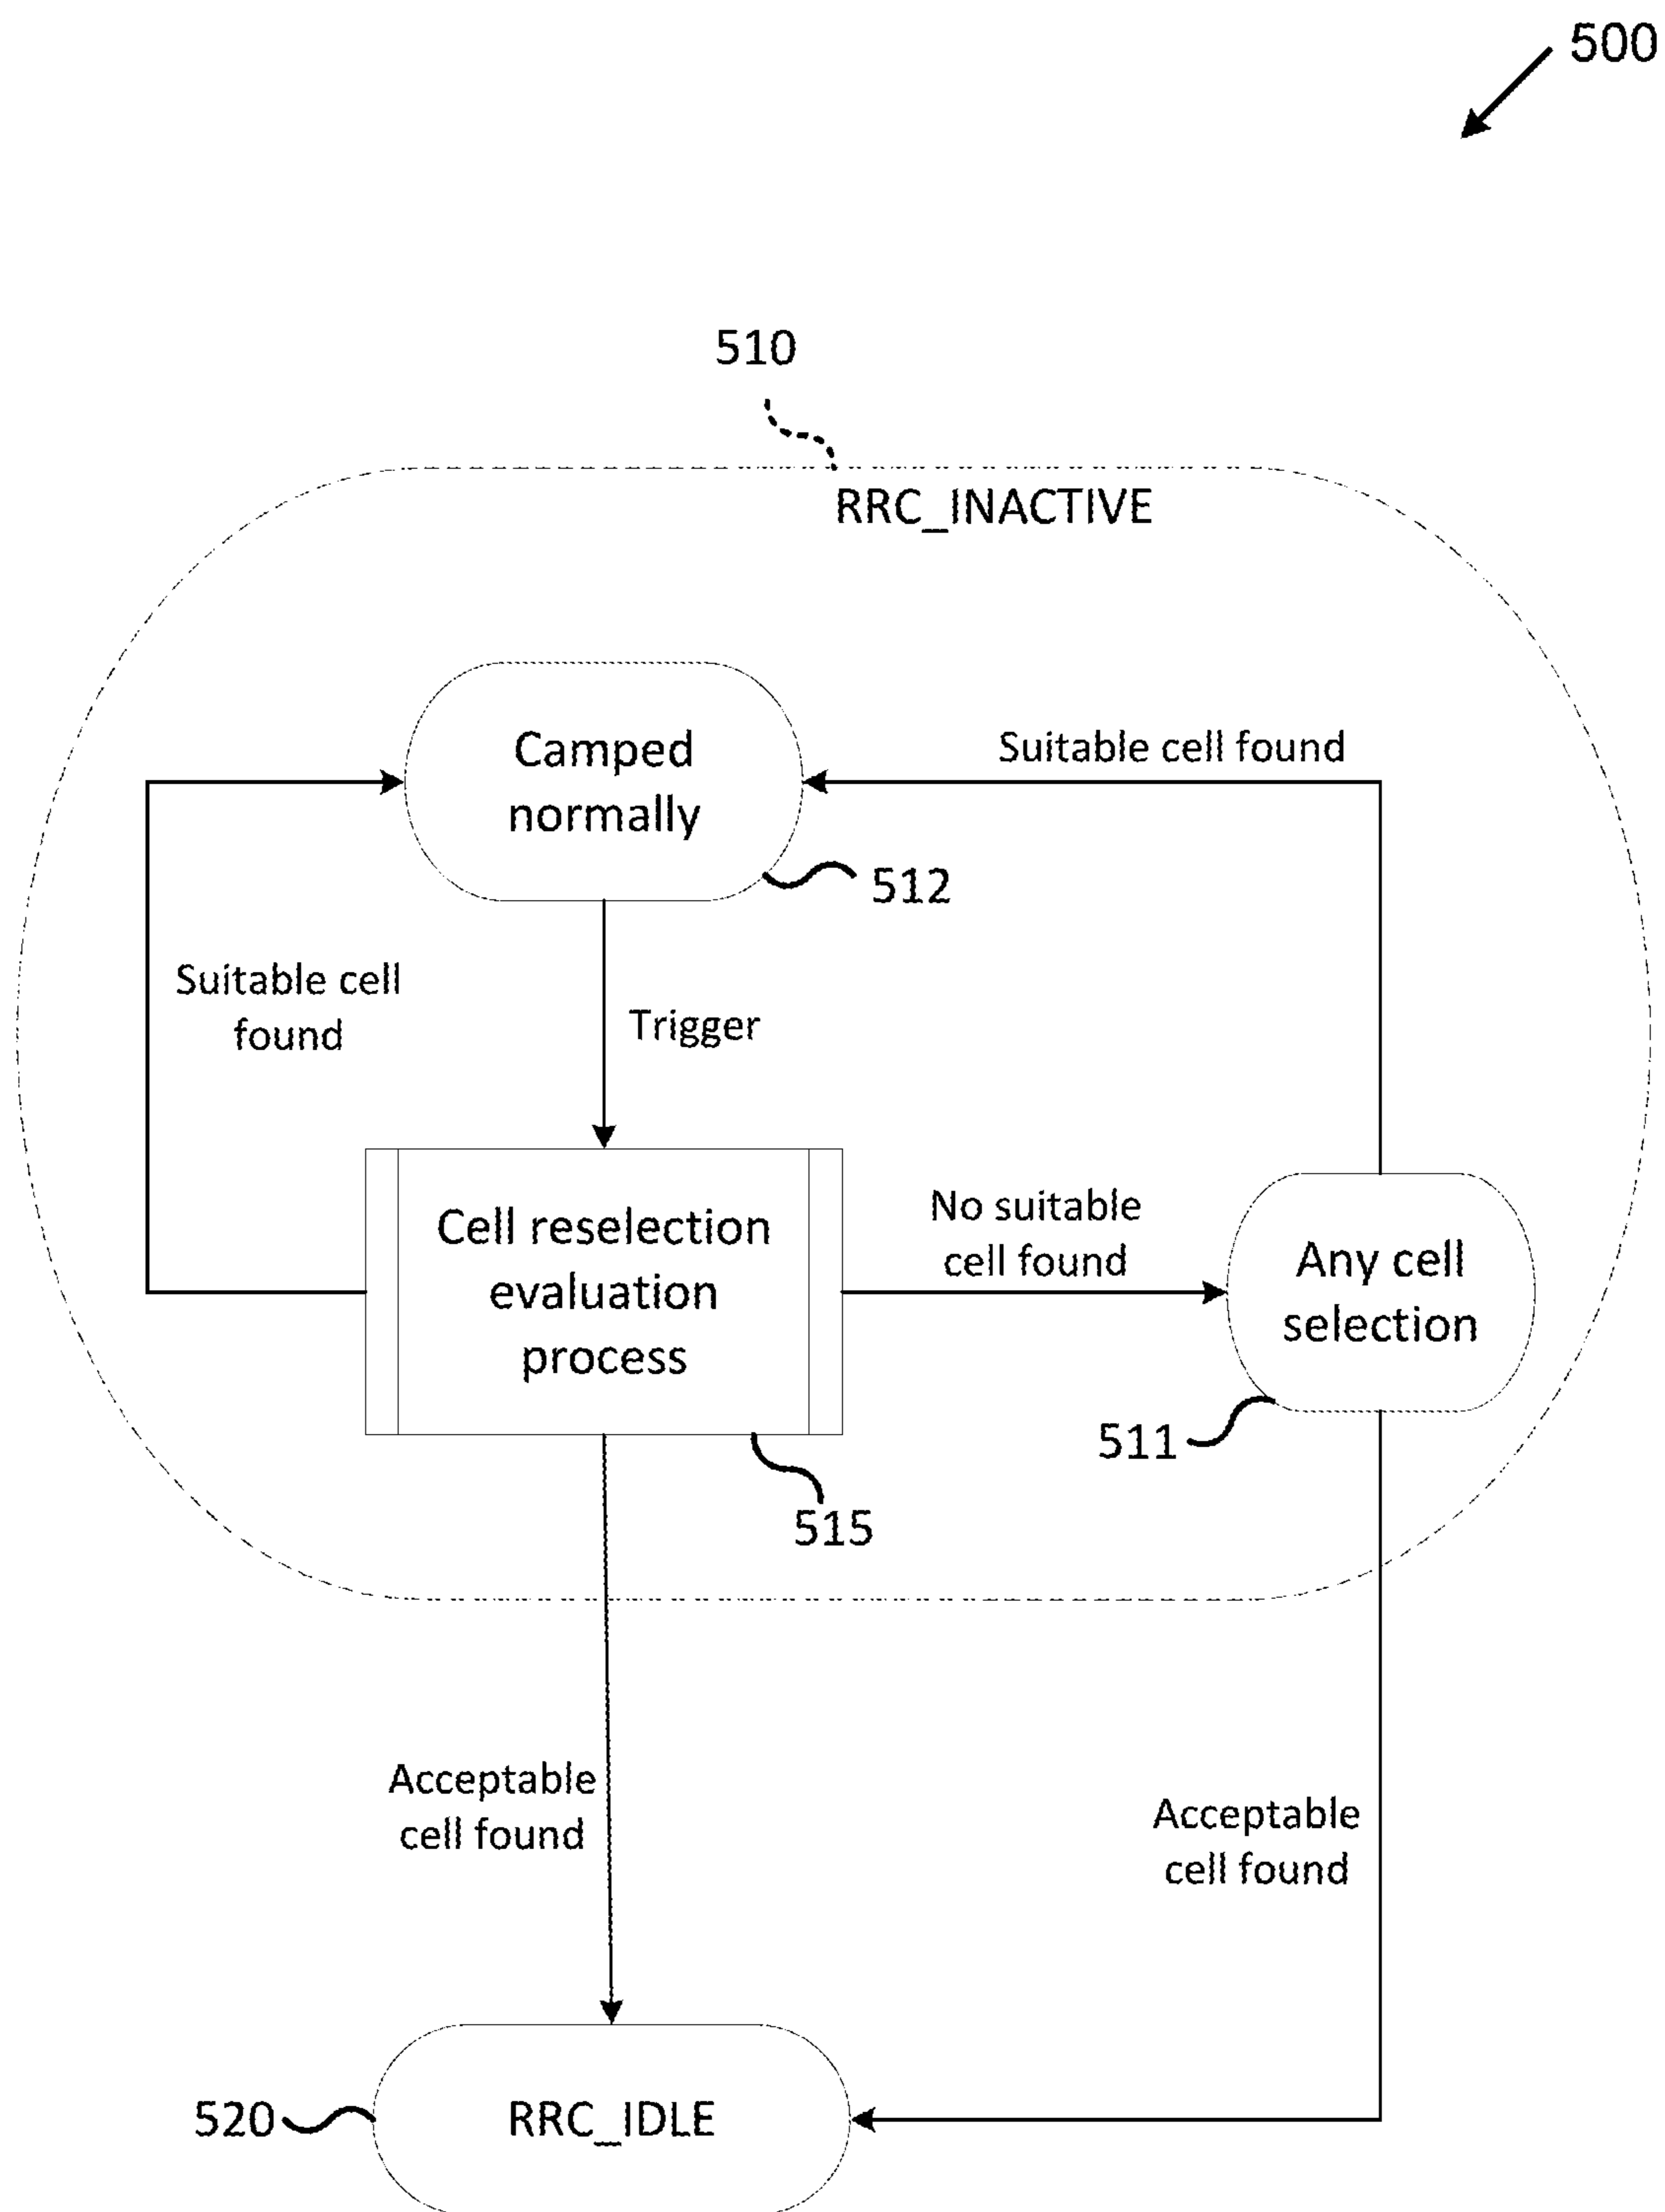 500
510
RRC_INACTIVE
Camped
normally
Suitable cell found
512
Suitable cell
found
Trigger
Cell reselection
evaluation
process
No suitable
cell found
Any cell
selection
511
515
Acceptable
cell found
Acceptable
cell found
520
RRC_IDLE